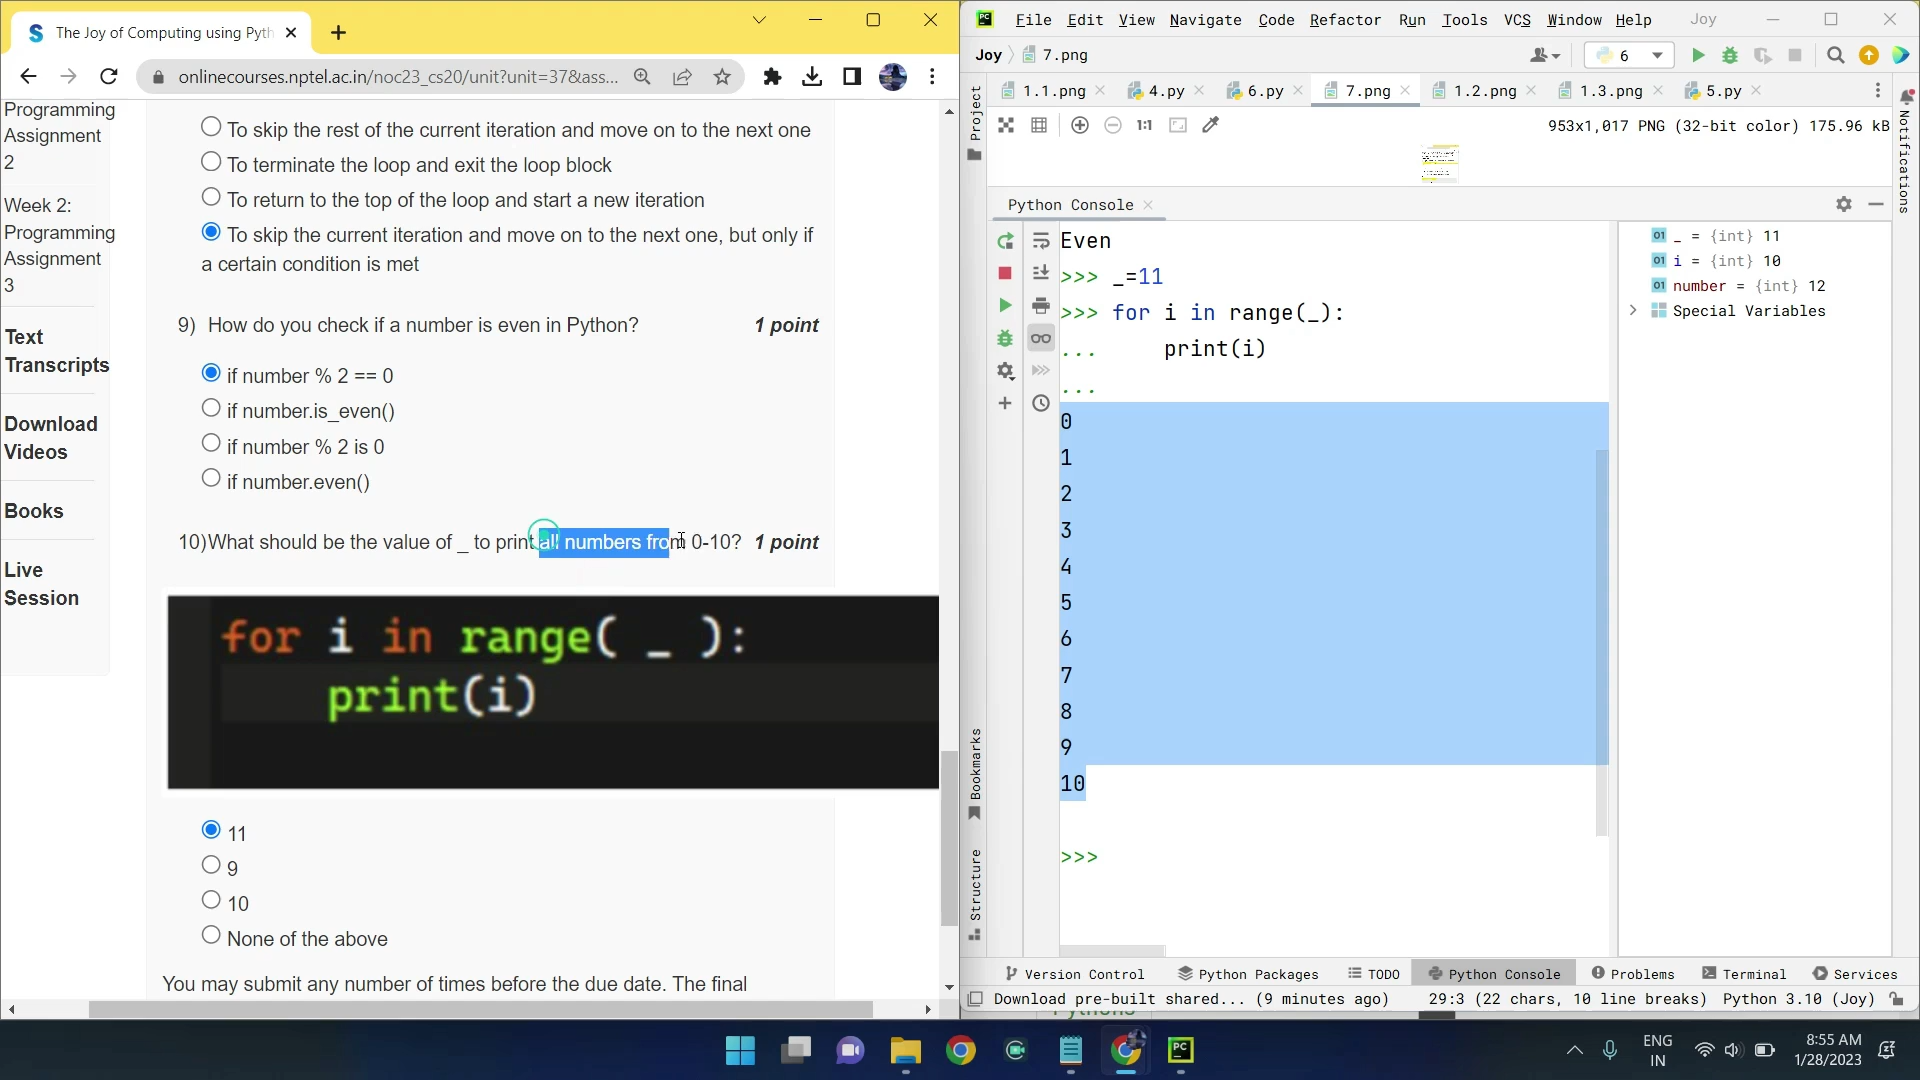 The Joy of Computing using Pyth
onlinecourses.nptel.ac.in/noc23_cs20/unit?unit=37&ass...
Programming
Assignment
2
Week 2:
Programming
Assignment
3
Text
Transcripts
Download
Videos
Books
Live
Session
To skip the rest of the current iteration and move on to the next one
To terminate the loop and exit the loop block
To return to the top of the loop and start a new iteration
To skip the current iteration and move on to the next one, but only if
a certain condition is met
9) How do you check if a number is even in Python? 1 point
if number % 2 == 0
if number.is_even()
if number % 2 is 0
if number.even()
10)What should be the value of _ to print all numbers from 0-10? 1 point
for i in range( _ ):
print(i)
11
9
10
None of the above
You may submit any number of times before the due date. The final
PC File Edit View Navigate Code Refactor Run Tools VCS Window Help Joy
Joy 7.png 6
1.1.png 4.py 6.py 7.png 1.2.png 1.3.png 5.py
1:1 953x1,017 PNG (32-bit color) 175.96 kB
Project
Notifications
Python Console
Even
>>> _=11
>>> for i in range(_):
... print(i)
...
0
1
2
3
4
5
6
7
8
9
10
>>>
01 _ = {int} 11
01 i = {int} 10
01 number = {int} 12
Special Variables
Bookmarks
Structure
Version Control Python Packages TODO Python Console Problems Terminal Services
Download pre-built shared... (9 minutes ago) 29:3 (22 chars, 10 line breaks) Python 3.10 (Joy)
PC
ENG
IN
8:55 AM
1/28/2023